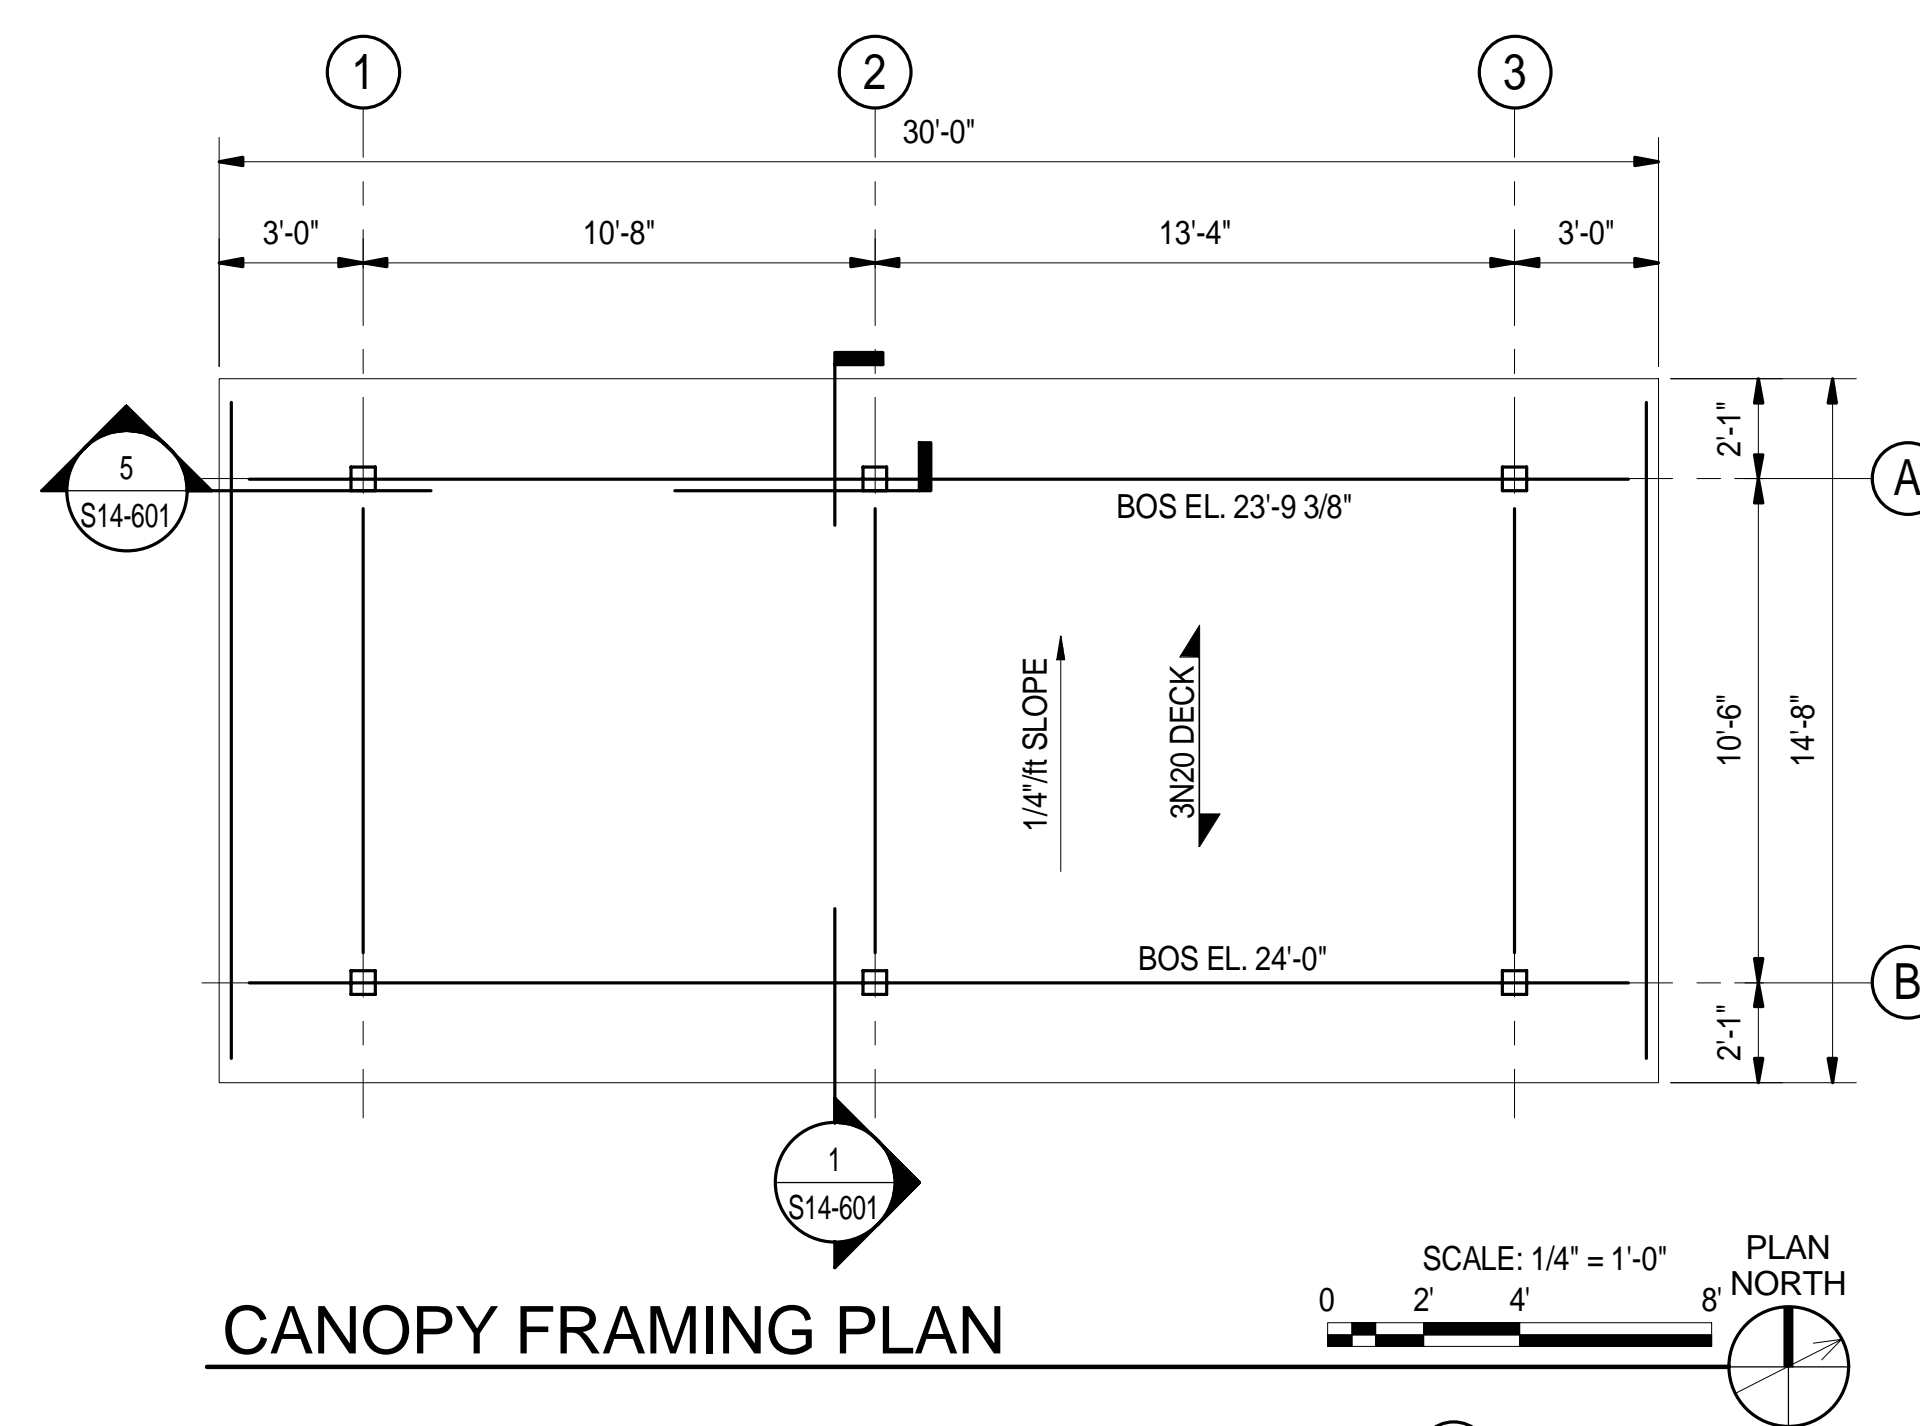 1
2
3
30'-0"
3'-0"
10'-8"
13'-4"
3'-0"
2'-1"
A
5
S14-601
BOS EL. 23'-9 3/8"
1/4"/ft SLOPE
3N20 DECK
10'-6"
14'-8"
BOS EL. 24'-0"
B
2'-1"
1
S14-601
SCALE: 1/4" = 1'-0"
PLAN
NORTH
0 2' 4' 8'
CANOPY FRAMING PLAN